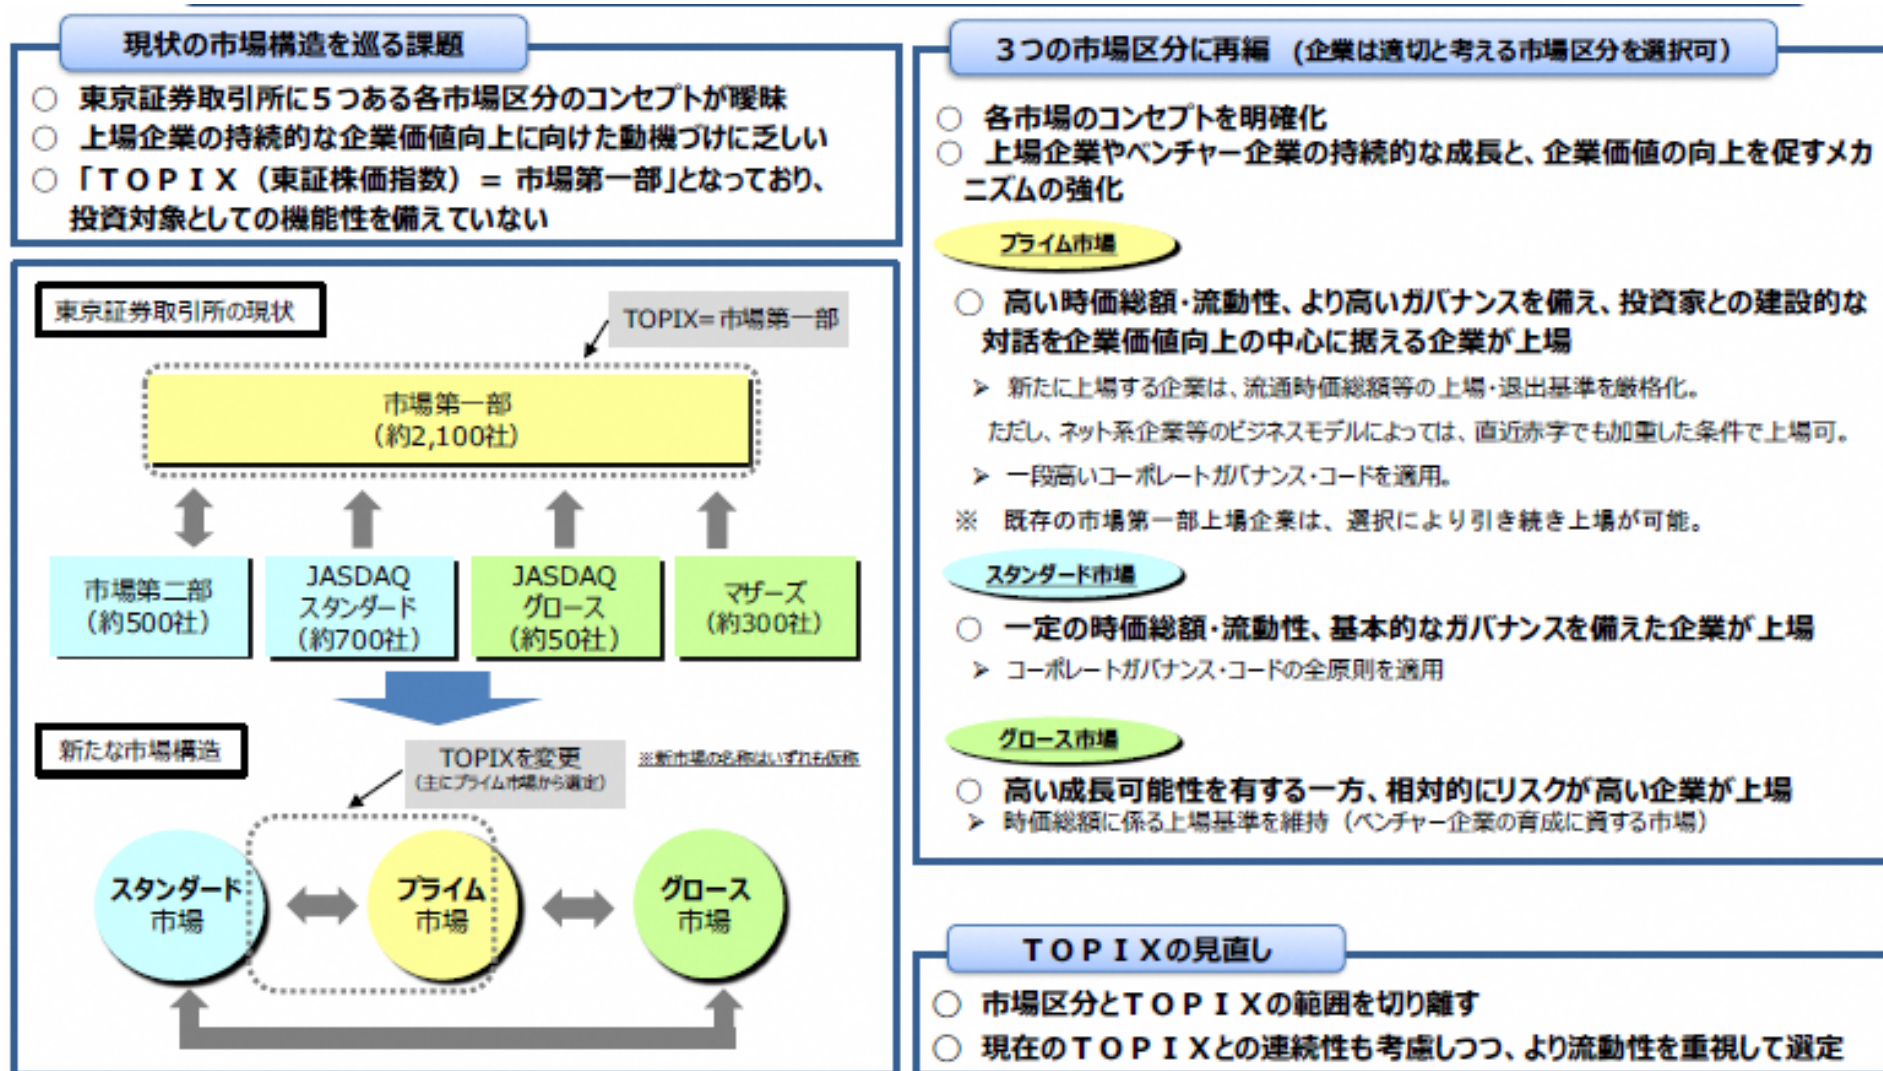 現状の市場構造を巡る課題
○ 東京証券取引所に5つある各市場区分のコンセプトが曖昧
○ 上場企業の持続的な企業価値向上に向けた動機づけに乏しい
○ 「TOPIX（東証株価指数）= 市場第一部」となっており、
投資対象としての機能性を備えていない
東京証券取引所の現状
TOPIX=市場第一部
市場第一部
（約2,100社）
市場第二部
（約500社）
JASDAQ
スタンダード
（約700社）
JASDAQ
グロース
（約50社）
マザーズ
（約300社）
新たな市場構造
TOPIXを変更
（主にプライム市場から選定）
※新市場の名称はいずれも仮称
スタンダード
市場
プライム
市場
グロース
市場
3つの市場区分に再編 (企業は適切と考える市場区分を選択可)
○ 各市場のコンセプトを明確化
○ 上場企業やベンチャー企業の持続的な成長と、企業価値の向上を促すメカ
ニズムの強化
プライム市場
○ 高い時価総額・流動性、より高いガバナンスを備え、投資家との建設的な
対話を企業価値向上の中心に据える企業が上場
➢ 新たに上場する企業は、流通時価総額等の上場・退出基準を厳格化。
ただし、ネット系企業等のビジネスモデルによっては、直近赤字でも加重した条件で上場可。
➢ 一段高いコーポレートガバナンス・コードを適用。
※ 既存の市場第一部上場企業は、選択により引き続き上場が可能。
スタンダード市場
○ 一定の時価総額・流動性、基本的なガバナンスを備えた企業が上場
➢ コーポレートガバナンス・コードの全原則を適用
グロース市場
○ 高い成長可能性を有する一方、相対的にリスクが高い企業が上場
➢ 時価総額に係る上場基準を維持（ベンチャー企業の育成に資する市場）
TOPIXの見直し
○ 市場区分とTOPIXの範囲を切り離す
○ 現在のTOPIXとの連続性も考慮しつつ、より流動性を重視して選定